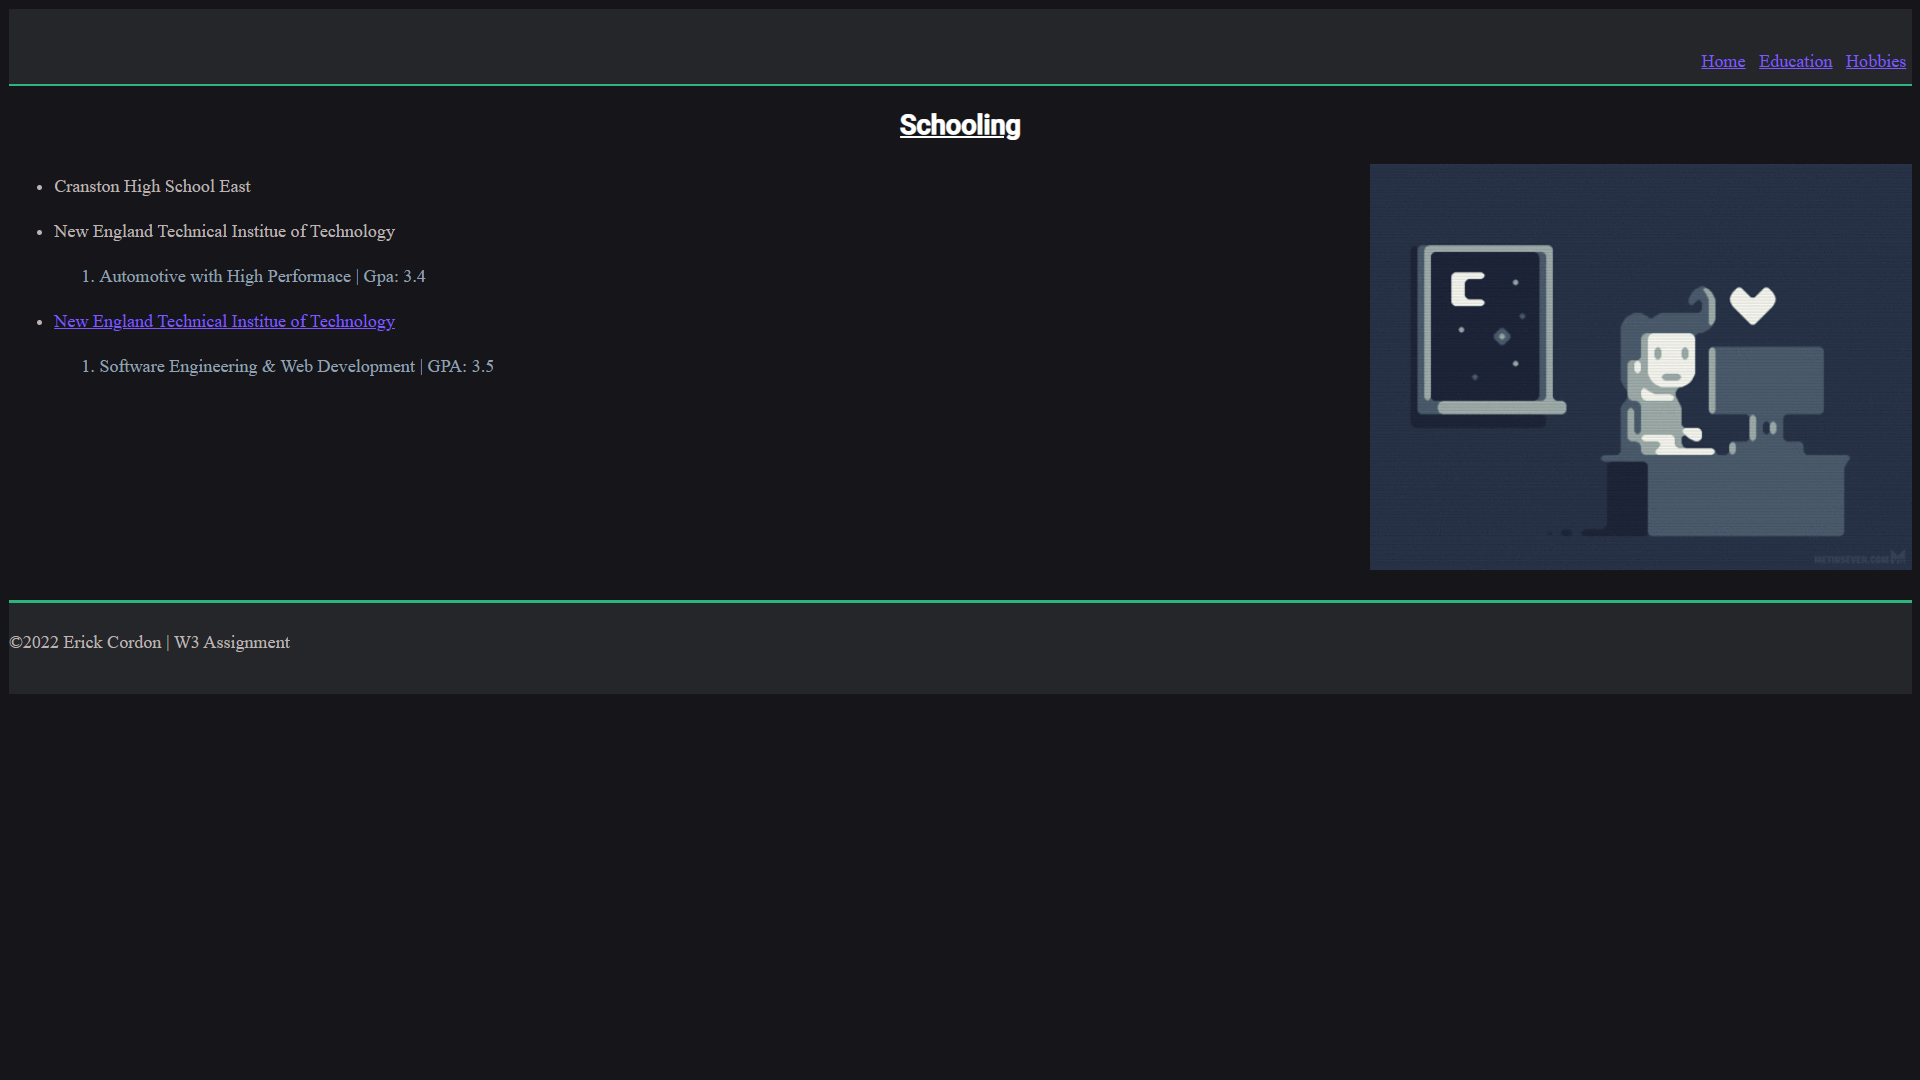 Home Education Hobbies
Schooling
• Cranston High School East
• New England Technical Institue of Technology
1. Automotive with High Performace | Gpa: 3.4
• New England Technical Institue of Technology
1. Software Engineering & Web Development | GPA: 3.5
METINSEVEN.COM
©2022 Erick Cordon | W3 Assignment